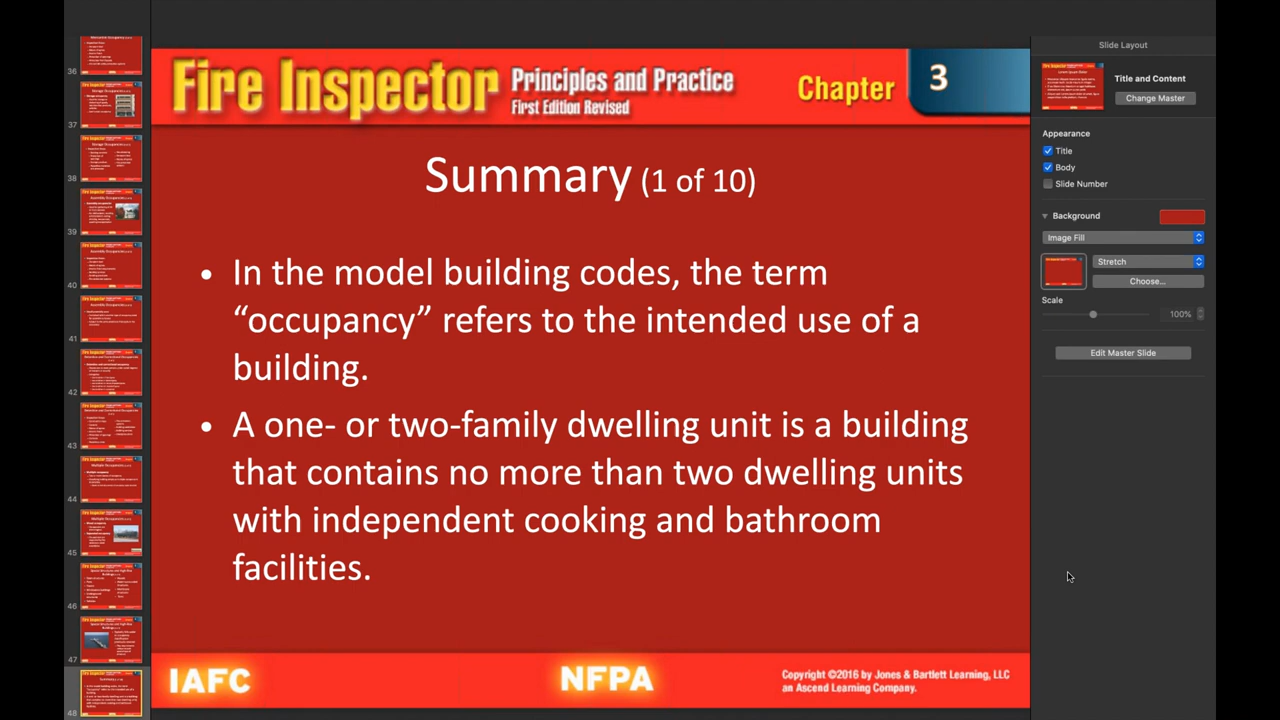 36
37
38
39
40
41
42
43
44
45
46
47
48
Fire Inspector Principles and Practice
First Edition Revised
Chapter 3
Summary (1 of 10)
• In the model building codes, the term
“occupancy” refers to the intended use of a
building.
• A one- or two-family dwelling unit is a building
that contains no more than two dwelling units
with independent cooking and bathroom
facilities.
IAFC
NFPA
Copyright ©2016 by Jones & Bartlett Learning, LLC
an Ascend Learning Company.
Slide Layout
Title and Content
Change Master
Appearance
Title
Body
Slide Number
Background
Image Fill
Stretch
Choose...
Scale
100%
Edit Master Slide